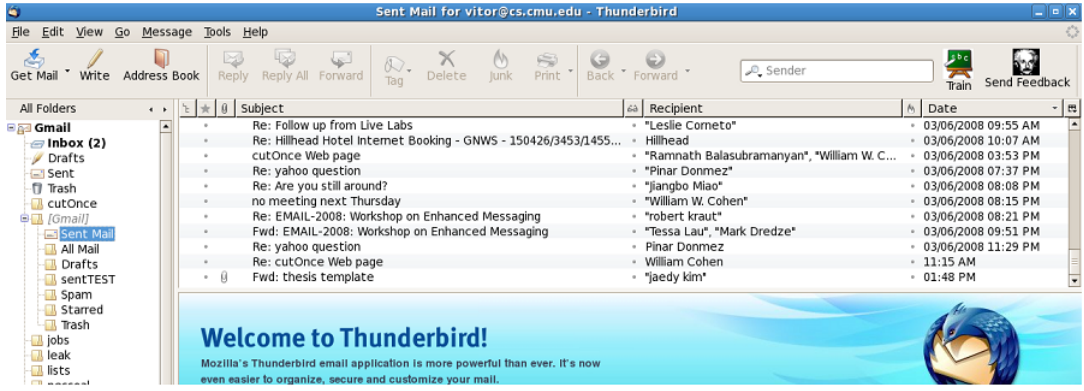 Sent Mail for vitor@cs.cmu.edu - Thunderbird
File Edit View Go Message Tools Help
Get Mail Write Address Book Reply Reply All Forward Tag Delete Junk Print Back Forward Sender Train Send Feedback
All Folders
Subject Recipient Date
Gmail
Inbox (2)
Drafts
Sent
Trash
cutOnce
[Gmail]
Sent Mail
All Mail
Drafts
sentTEST
Spam
Starred
Trash
jobs
leak
lists
Re: Follow up from Live Labs "Leslie Corneto" 03/06/2008 09:55 AM
Re: Hillhead Hotel Internet Booking - GNWS - 150426/3453/1455... Hillhead 03/06/2008 10:07 AM
cutOnce Web page "Ramnath Balasubramanyan", "William W. C... 03/06/2008 03:53 PM
Re: yahoo question "Pinar Donmez" 03/06/2008 07:37 PM
Re: Are you still around? "Jiangbo Miao" 03/06/2008 08:08 PM
no meeting next Thursday "William W. Cohen" 03/06/2008 08:15 PM
Re: EMAIL-2008: Workshop on Enhanced Messaging "robert kraut" 03/06/2008 08:21 PM
Fwd: EMAIL-2008: Workshop on Enhanced Messaging "Tessa Lau", "Mark Dredze" 03/06/2008 09:51 PM
Re: yahoo question Pinar Donmez 03/06/2008 11:29 PM
Re: cutOnce Web page William Cohen 11:15 AM
Fwd: thesis template "jaedy kim" 01:48 PM
Welcome to Thunderbird!
Mozilla's Thunderbird email application is more powerful than ever. It's now
even easier to organize, secure and customize your mail.